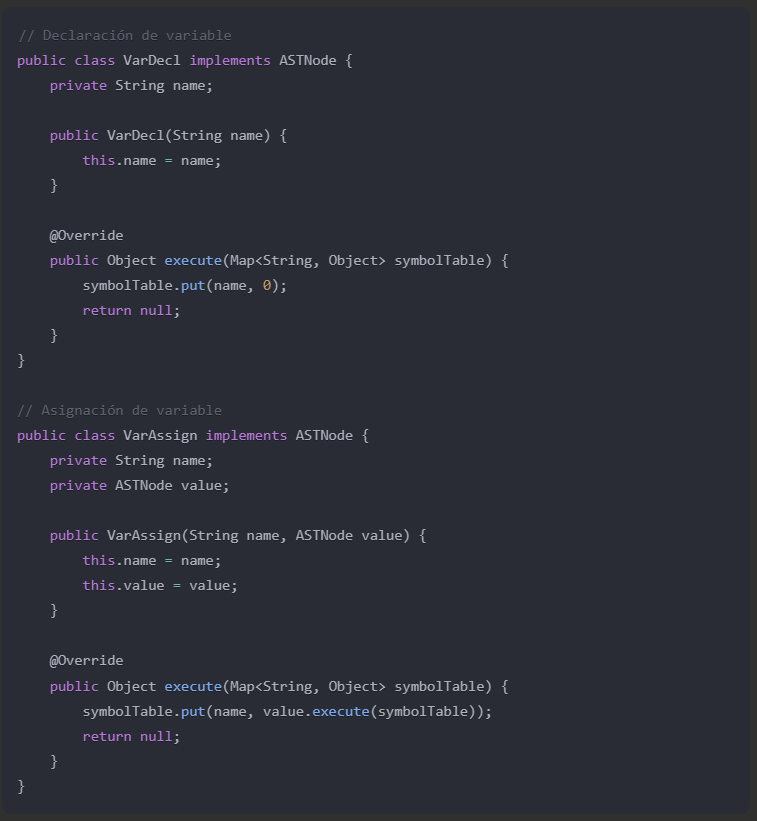 // Declaración de variable
public class VarDecl implements ASTNode {
    private String name;

    public VarDecl(String name) {
        this.name = name;
    }

    @Override
    public Object execute(Map<String, Object> symbolTable) {
        symbolTable.put(name, 0);
        return null;
    }
}

// Asignación de variable
public class VarAssign implements ASTNode {
    private String name;
    private ASTNode value;

    public VarAssign(String name, ASTNode value) {
        this.name = name;
        this.value = value;
    }

    @Override
    public Object execute(Map<String, Object> symbolTable) {
        symbolTable.put(name, value.execute(symbolTable));
        return null;
    }
}